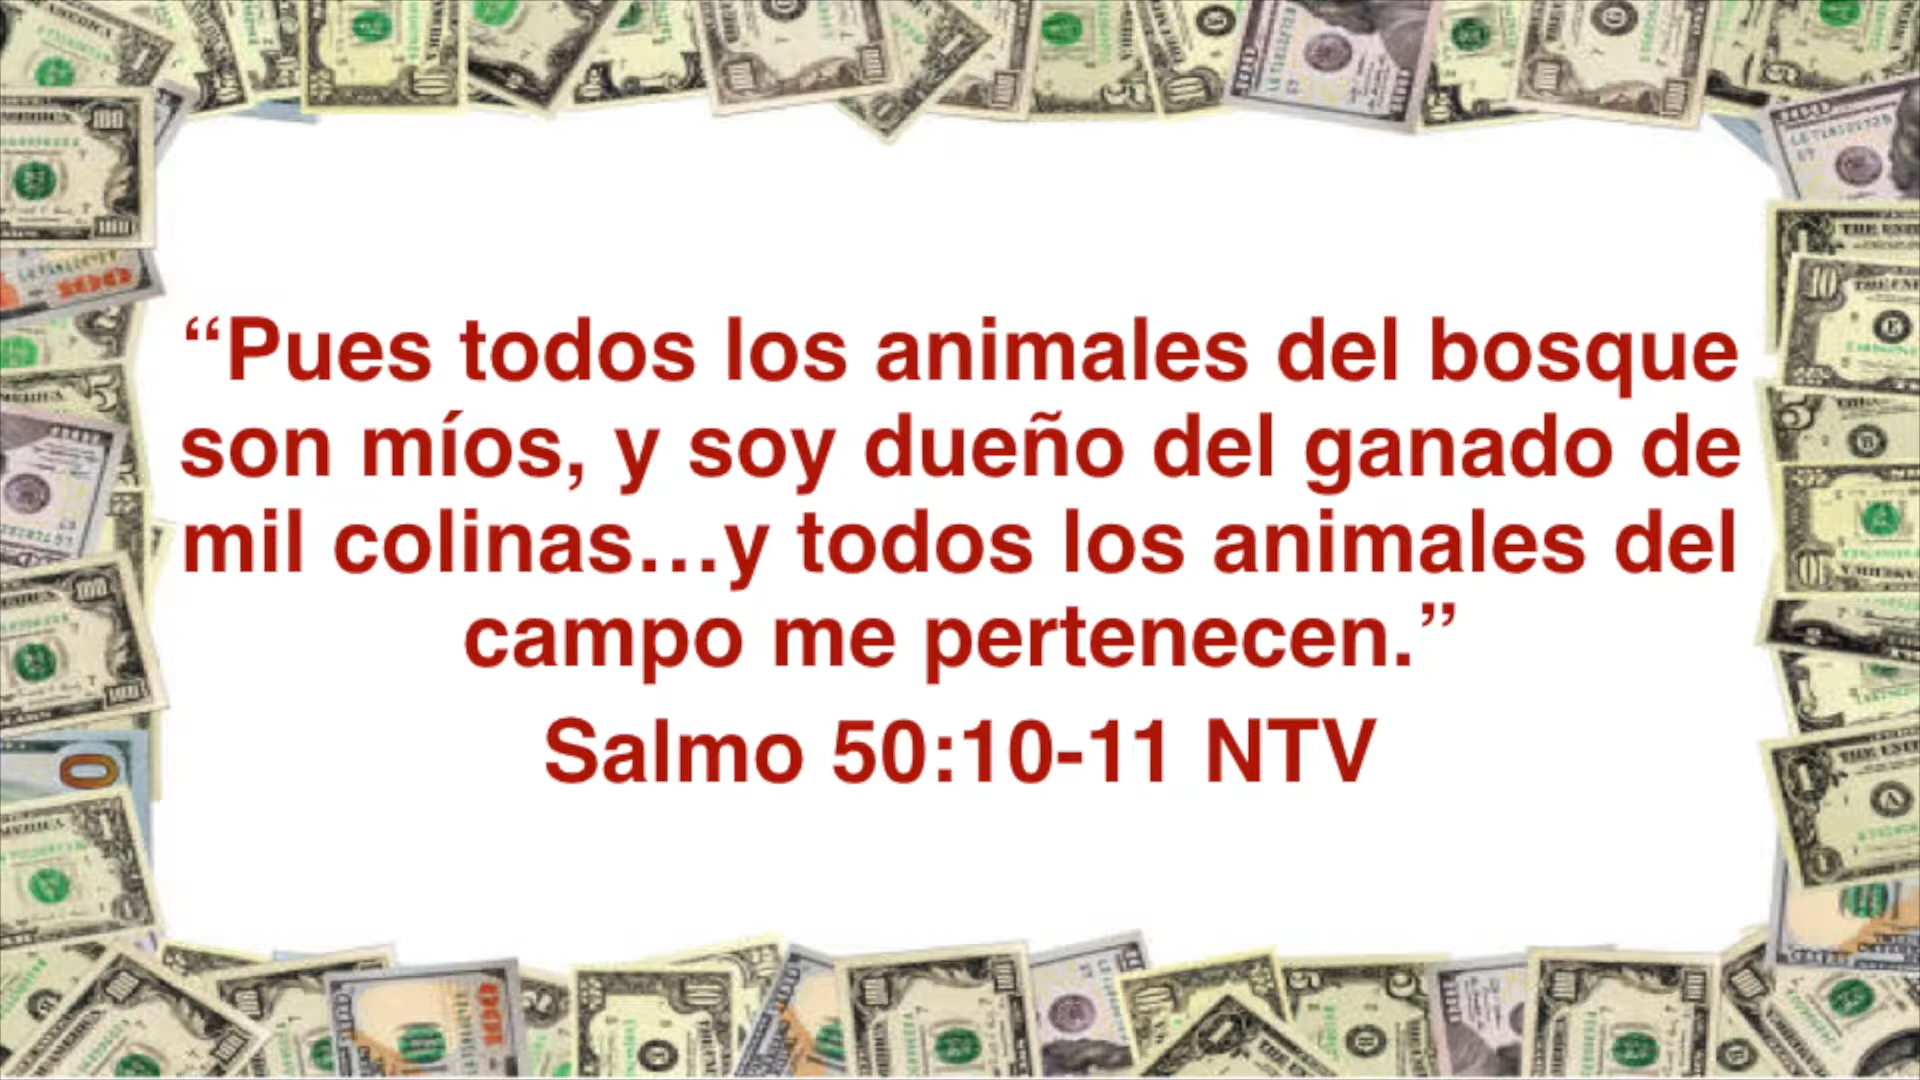 “Pues todos los animales del bosque
son míos, y soy dueño del ganado de
mil colinas…y todos los animales del
campo me pertenecen.”
Salmo 50:10-11 NTV